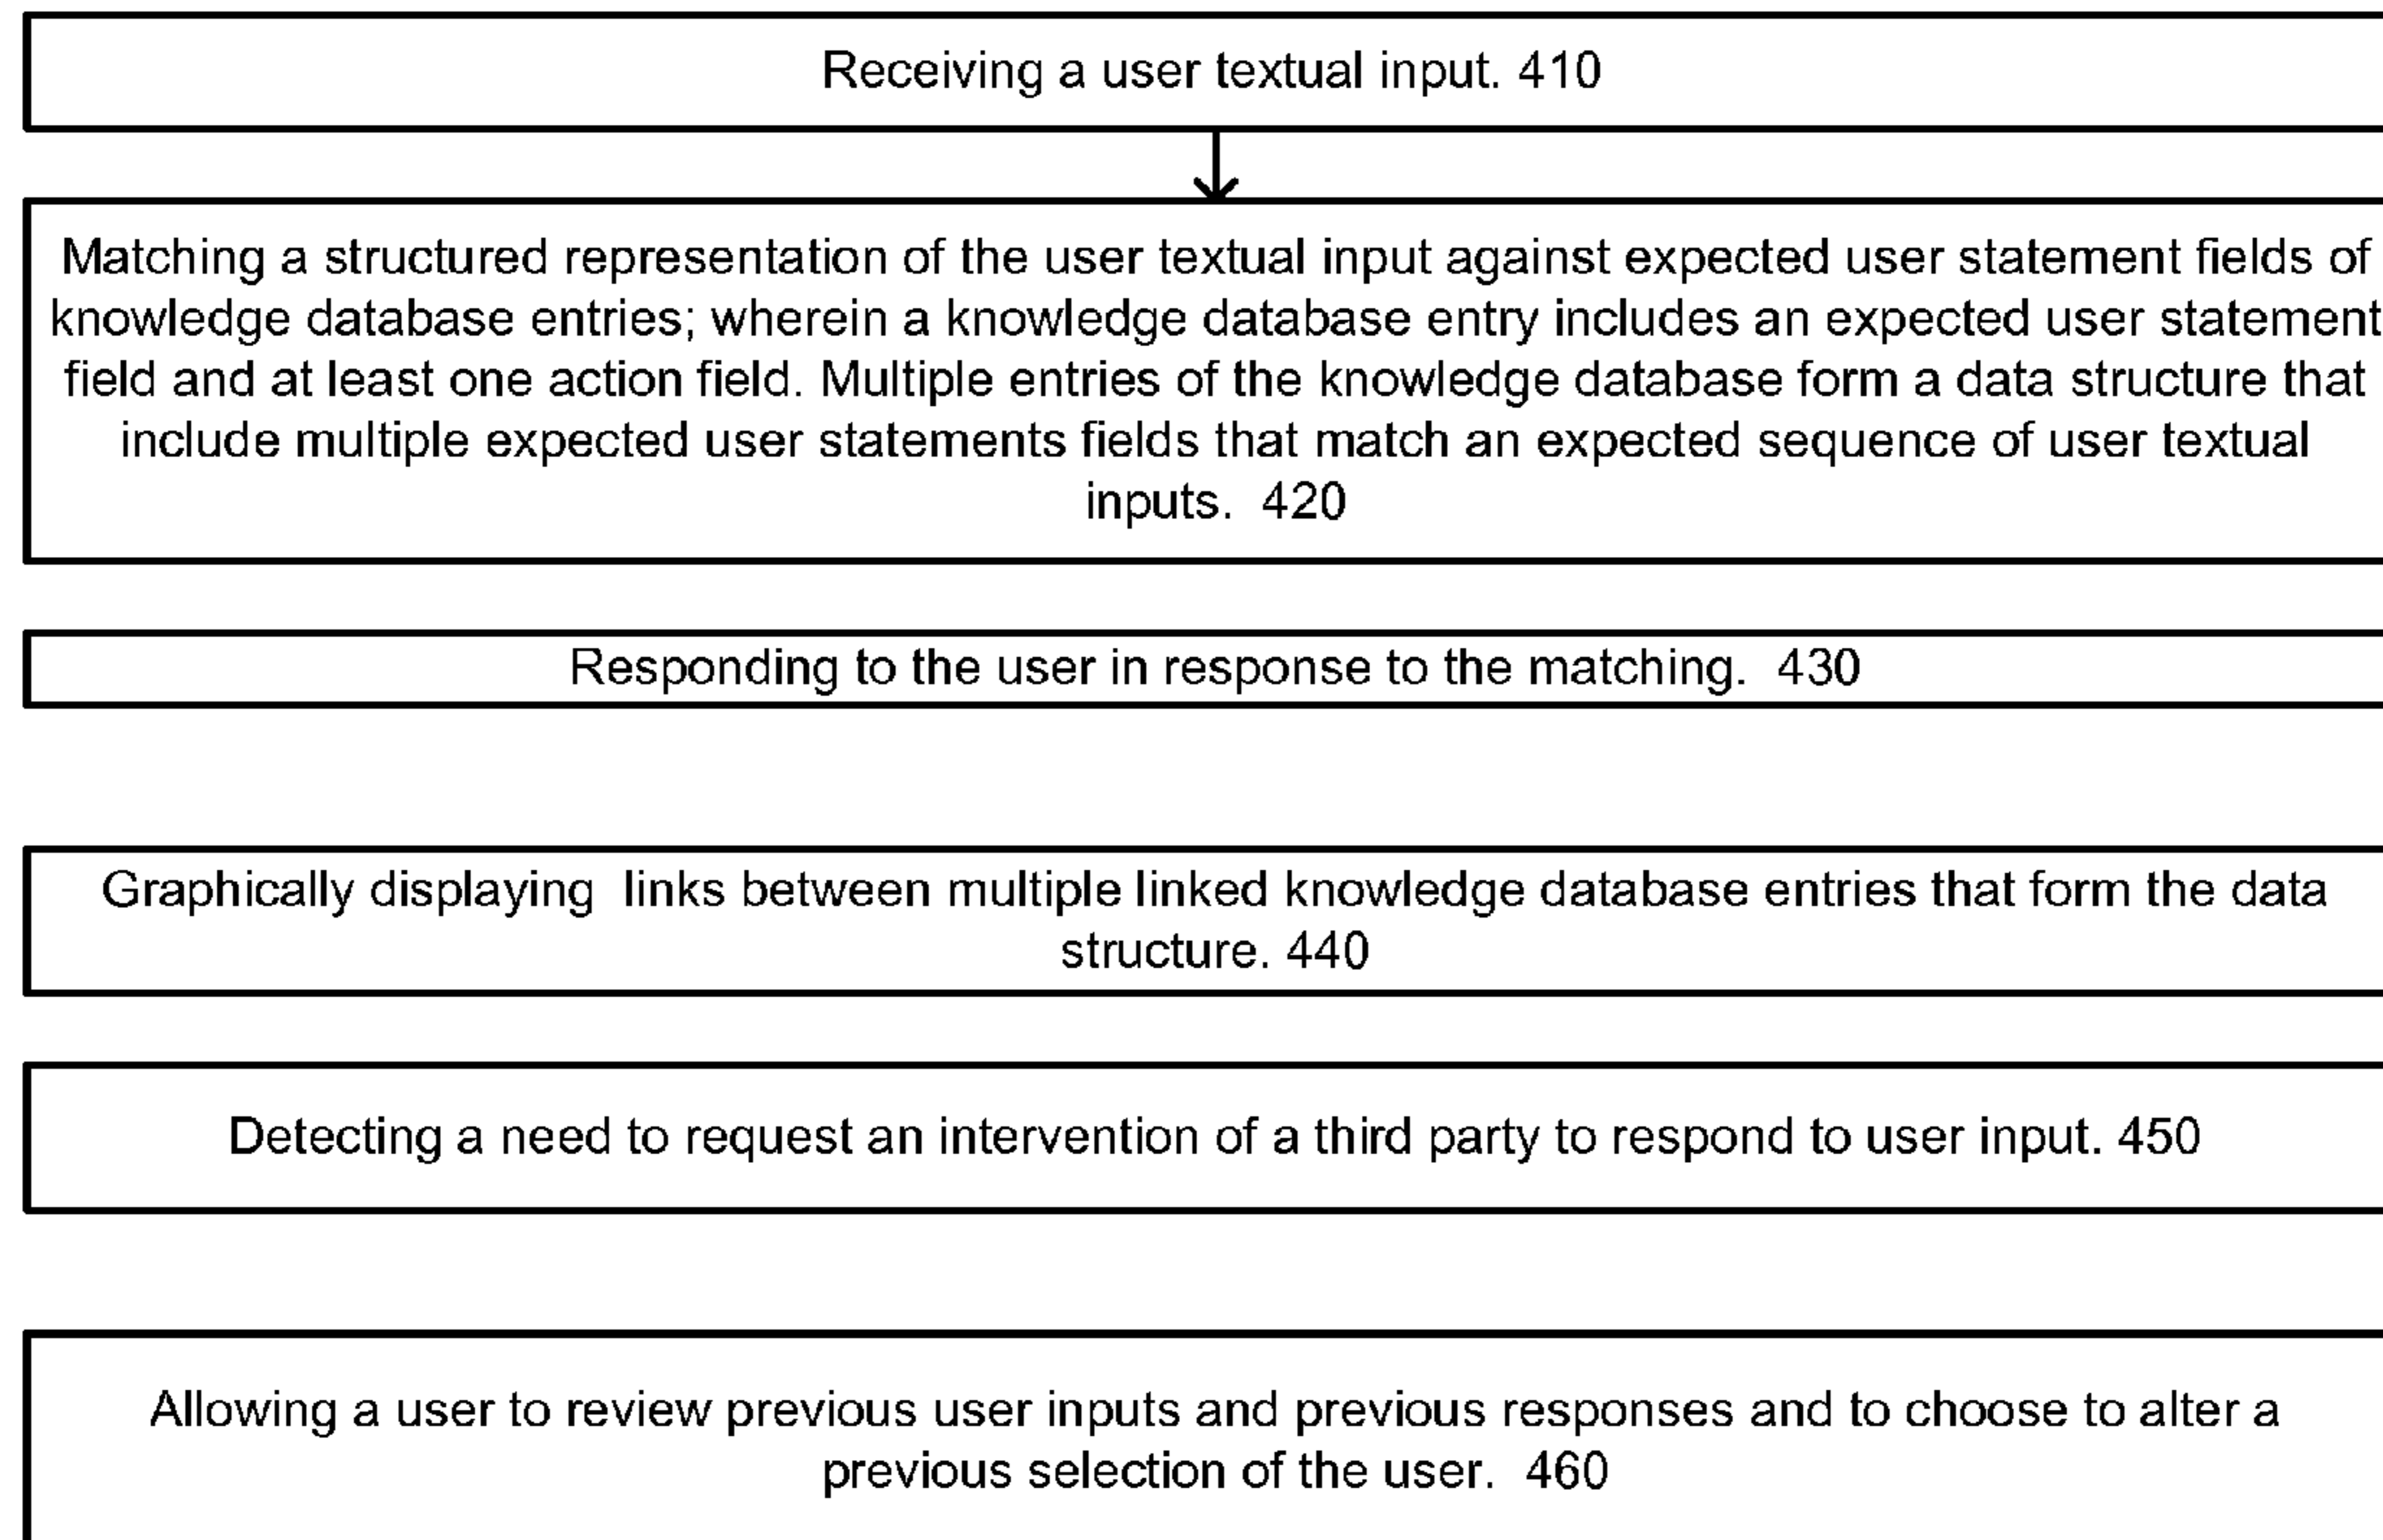 Receiving a user textual input. 410
Matching a structured representation of the user textual input against expected user statement fields of
knowledge database entries; wherein a knowledge database entry includes an expected user statement
field and at least one action field. Multiple entries of the knowledge database form a data structure that
include multiple expected user statements fields that match an expected sequence of user textual
inputs.  420
Responding to the user in response to the matching.  430
Graphically displaying  links between multiple linked knowledge database entries that form the data
structure. 440
Detecting a need to request an intervention of a third party to respond to user input. 450
Allowing a user to review previous user inputs and previous responses and to choose to alter a
previous selection of the user.  460